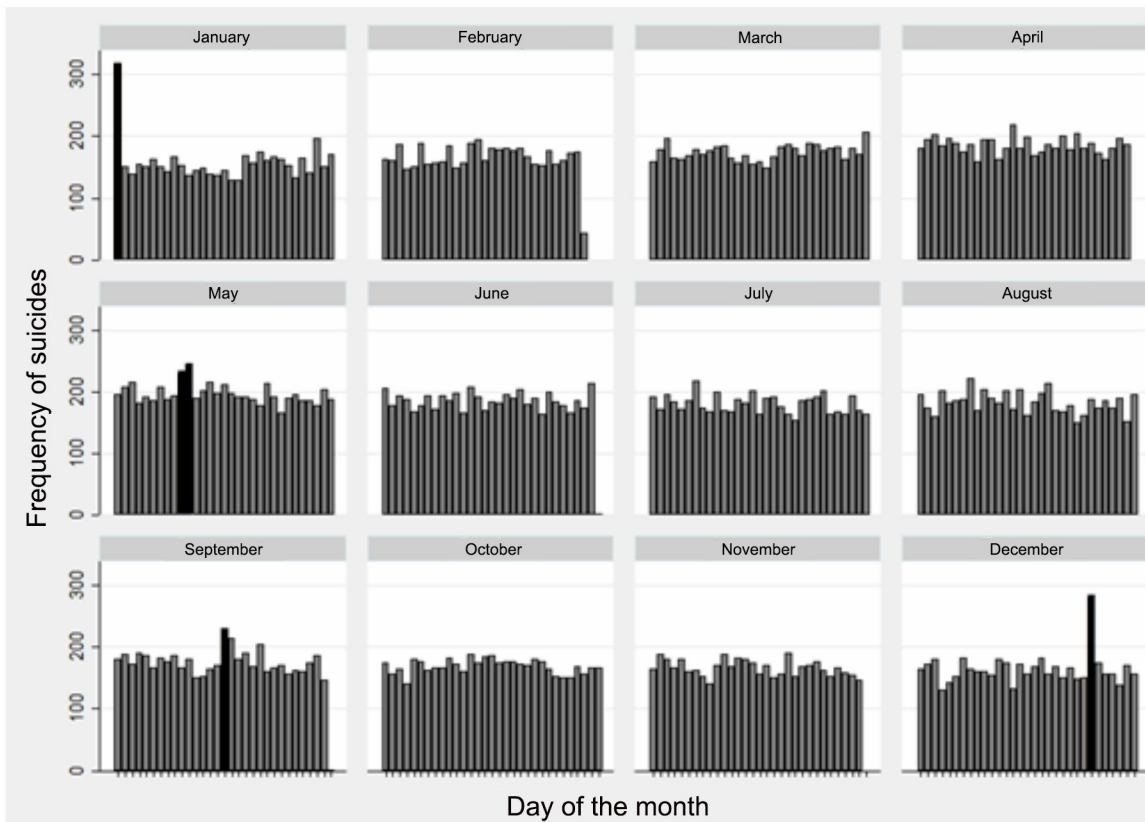 January February March April
300
200
100
0
May June July August
300
200
100
0
September October November December
300
200
100
0
Frequency of suicides
Day of the month